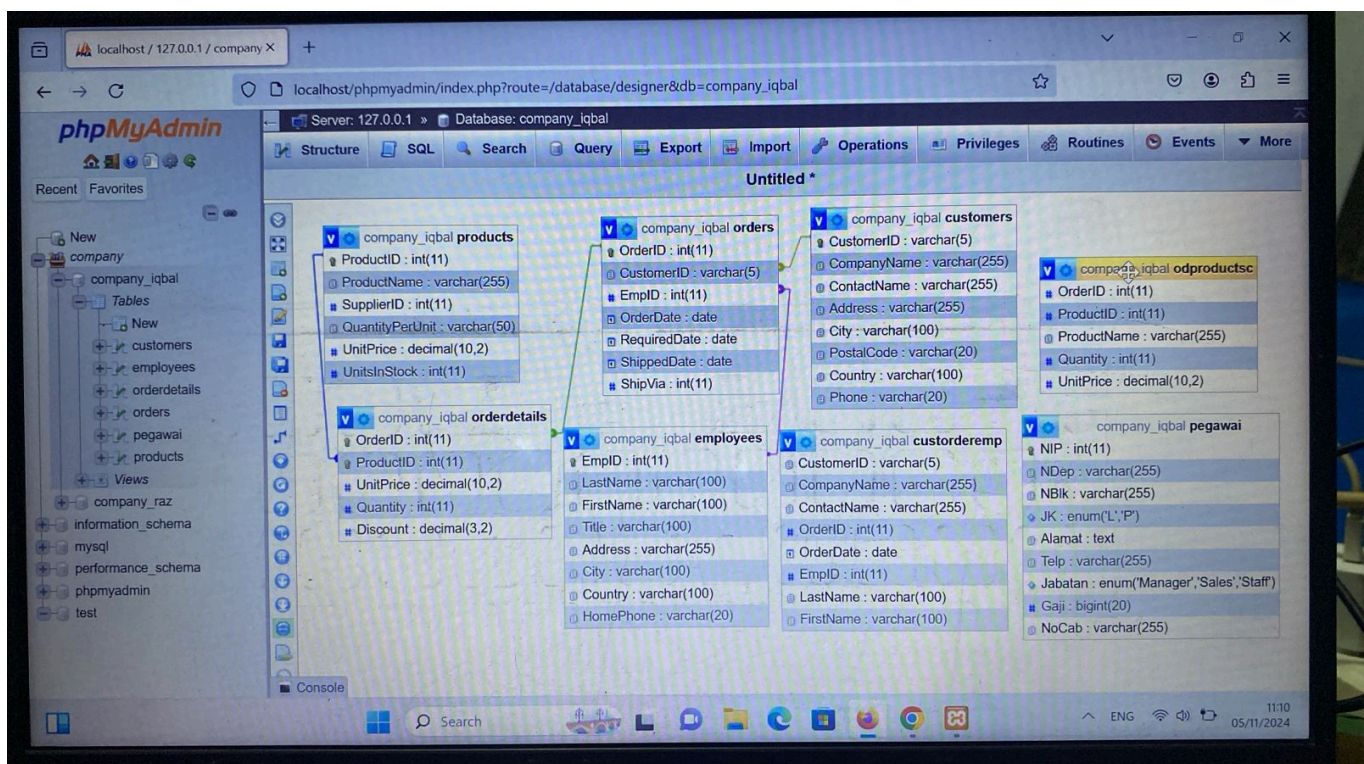 localhost / 127.0.0.1 / company
localhost/phpmyadmin/index.php?route=/database/designer&db=company_iqbal
phpMyAdmin
Recent Favorites
New
company
company_iqbal
Tables
New
customers
employees
orderdetails
orders
pegawai
products
Views
company_raz
information_schema
mysql
performance_schema
phpmyadmin
test
Server: 127.0.0.1 » Database: company_iqbal
Structure SQL Search Query Export Import Operations Privileges Routines Events More
Untitled *
v company_iqbal products
ProductID : int(11)
ProductName : varchar(255)
SupplierID : int(11)
QuantityPerUnit : varchar(50)
UnitPrice : decimal(10,2)
UnitsInStock : int(11)
v company_iqbal orders
OrderID : int(11)
CustomerID : varchar(5)
EmpID : int(11)
OrderDate : date
RequiredDate : date
ShippedDate : date
ShipVia : int(11)
v company_iqbal customers
CustomerID : varchar(5)
CompanyName : varchar(255)
ContactName : varchar(255)
Address : varchar(255)
City : varchar(100)
PostalCode : varchar(20)
Country : varchar(100)
Phone : varchar(20)
v company_iqbal odproductsc
OrderID : int(11)
ProductID : int(11)
ProductName : varchar(255)
Quantity : int(11)
UnitPrice : decimal(10,2)
v company_iqbal orderdetails
OrderID : int(11)
ProductID : int(11)
UnitPrice : decimal(10,2)
Quantity : int(11)
Discount : decimal(3,2)
v company_iqbal employees
EmpID : int(11)
LastName : varchar(100)
FirstName : varchar(100)
Title : varchar(100)
Address : varchar(255)
City : varchar(100)
Country : varchar(100)
HomePhone : varchar(20)
v company_iqbal custorderemp
CustomerID : varchar(5)
CompanyName : varchar(255)
ContactName : varchar(255)
OrderID : int(11)
OrderDate : date
EmpID : int(11)
LastName : varchar(100)
FirstName : varchar(100)
v company_iqbal pegawai
NIP : int(11)
NDep : varchar(255)
NBlk : varchar(255)
JK : enum('L','P')
Alamat : text
Telp : varchar(255)
Jabatan : enum('Manager','Sales','Staff')
Gaji : bigint(20)
NoCab : varchar(255)
Console
Search
ENG
11:10
05/11/2024